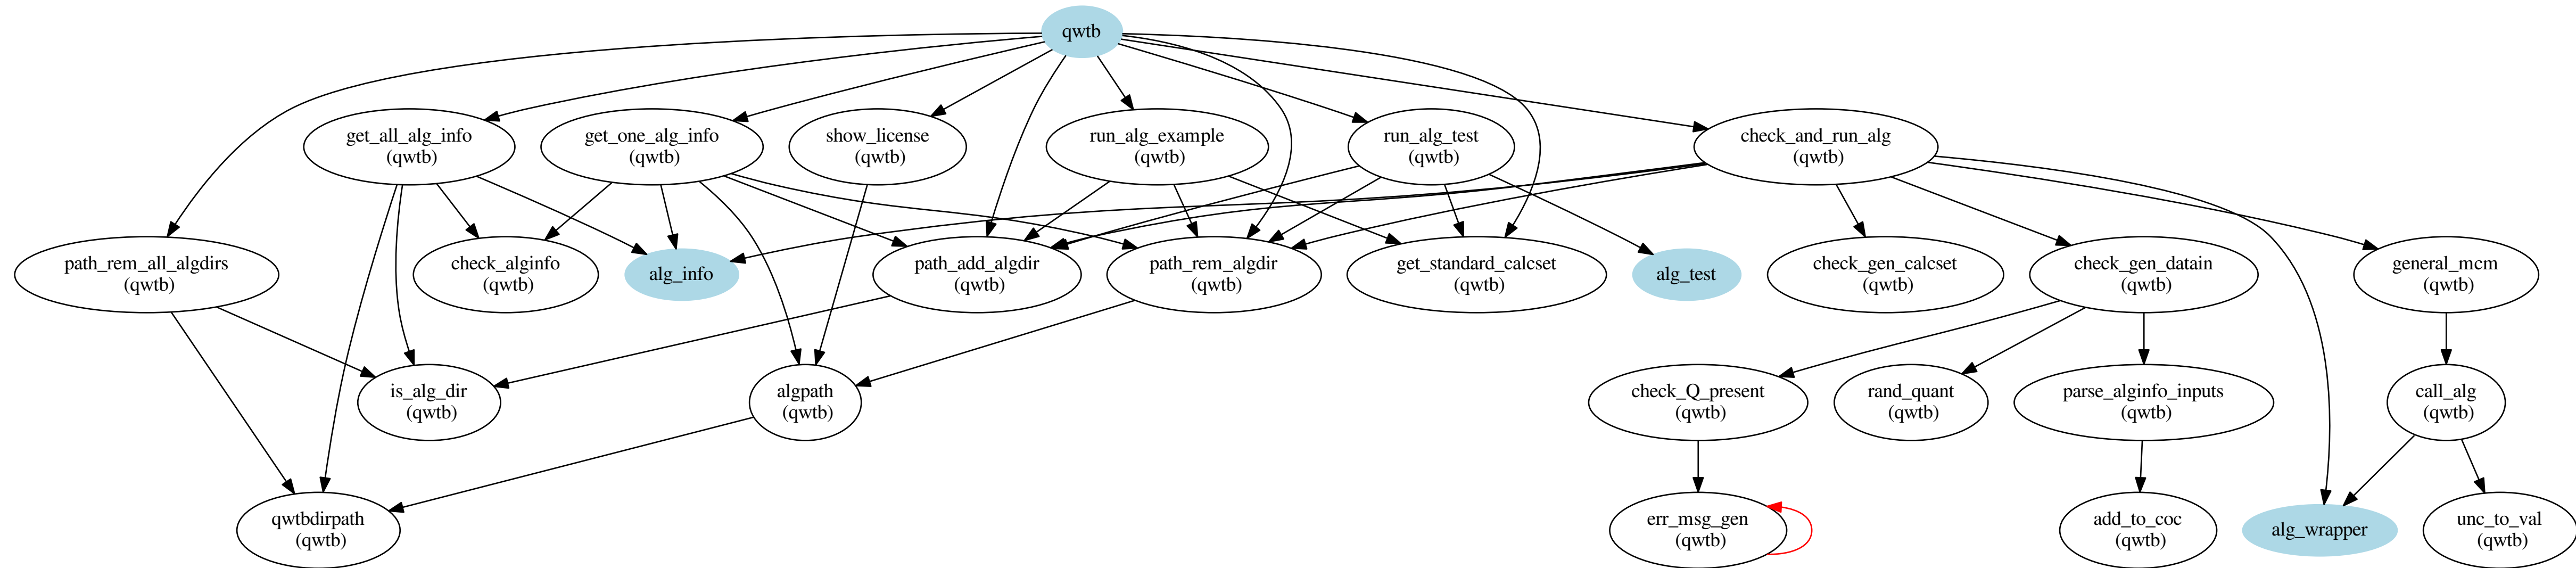 qwtb
get_all_alg_info
(qwtb)
get_one_alg_info
(qwtb)
show_license
(qwtb)
run_alg_example
(qwtb)
run_alg_test
(qwtb)
check_and_run_alg
(qwtb)
path_rem_all_algdirs
(qwtb)
check_alginfo
(qwtb)
alg_info
path_add_algdir
(qwtb)
path_rem_algdir
(qwtb)
get_standard_calcset
(qwtb)
alg_test
check_gen_calcset
(qwtb)
check_gen_datain
(qwtb)
general_mcm
(qwtb)
is_alg_dir
(qwtb)
algpath
(qwtb)
check_Q_present
(qwtb)
rand_quant
(qwtb)
parse_alginfo_inputs
(qwtb)
call_alg
(qwtb)
qwtbdirpath
(qwtb)
err_msg_gen
(qwtb)
add_to_coc
(qwtb)
alg_wrapper
unc_to_val
(qwtb)